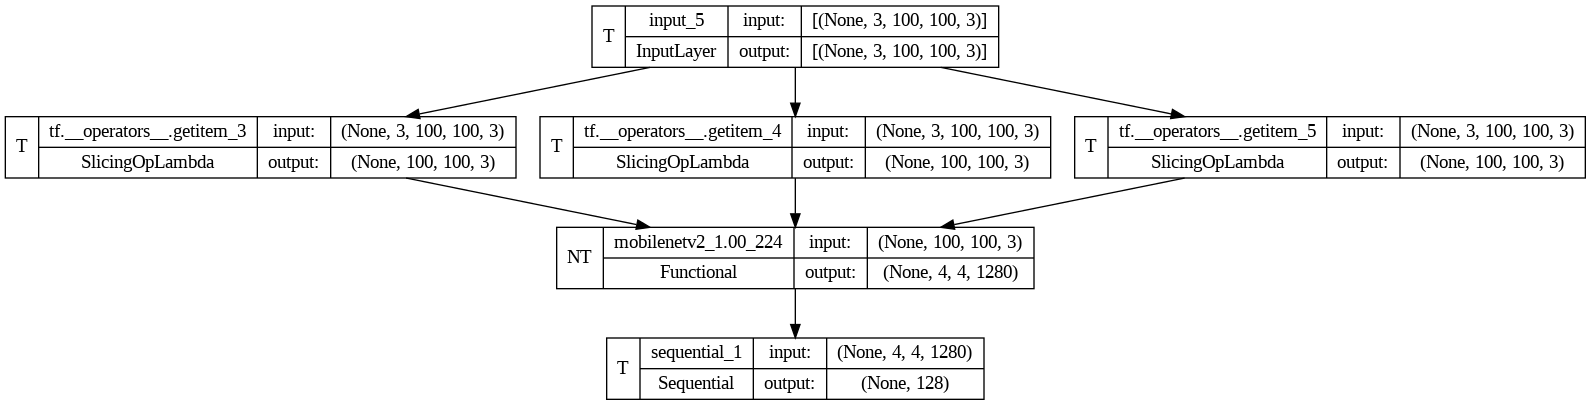 T input_5 input: [(None, 3, 100, 100, 3)]
InputLayer output: [(None, 3, 100, 100, 3)]
T tf.__operators__.getitem_3 input: (None, 3, 100, 100, 3)
SlicingOpLambda output: (None, 100, 100, 3)
T tf.__operators__.getitem_4 input: (None, 3, 100, 100, 3)
SlicingOpLambda output: (None, 100, 100, 3)
T tf.__operators__.getitem_5 input: (None, 3, 100, 100, 3)
SlicingOpLambda output: (None, 100, 100, 3)
NT mobilenetv2_1.00_224 input: (None, 100, 100, 3)
Functional output: (None, 4, 4, 1280)
T sequential_1 input: (None, 4, 4, 1280)
Sequential output: (None, 128)